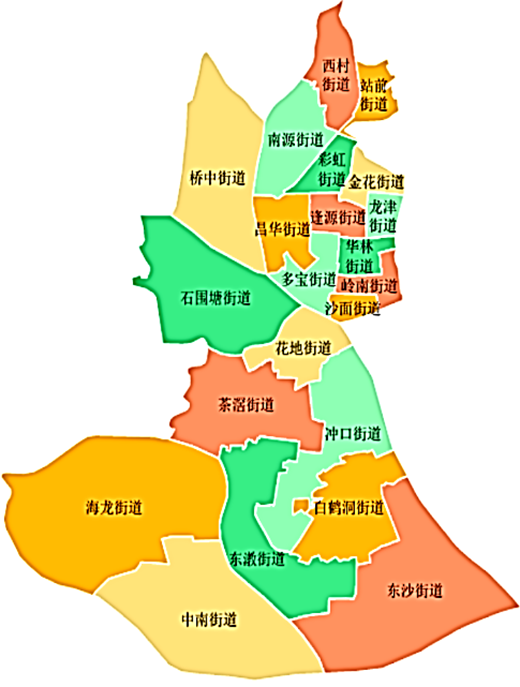 西村
街道
站前
街道
南源街道
彩虹
街道
桥中街道
金花街道
逢源街道
龙津
街道
昌华街道
华林
街道
多宝街道
岭南街道
石围塘街道
沙面街道
花地街道
茶滘街道
冲口街道
海龙街道
白鹤洞街道
东漖街道
东沙街道
中南街道